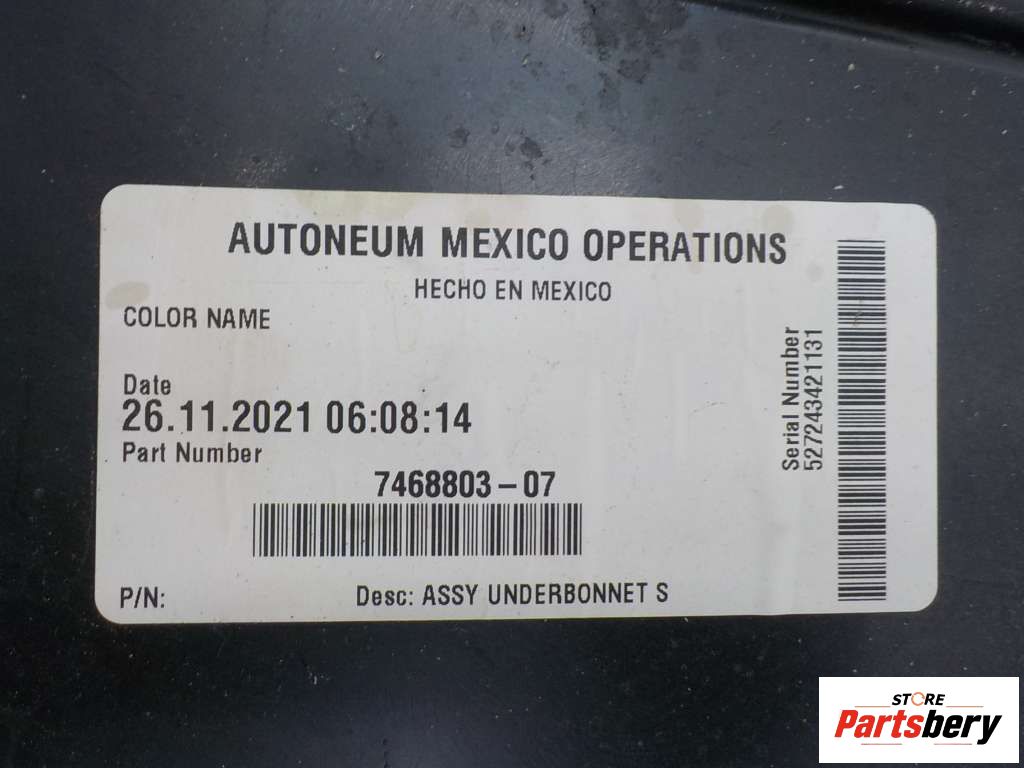 AUTONEUM MEXICO OPERATIONS
HECHO EN MEXICO
COLOR NAME
Date
26.11.2021 06:08:14
Part Number
7468803-07
P/N:
Desc: ASSY UNDERBONNET S
Serial Number
527243421131
STORE
Partsbery